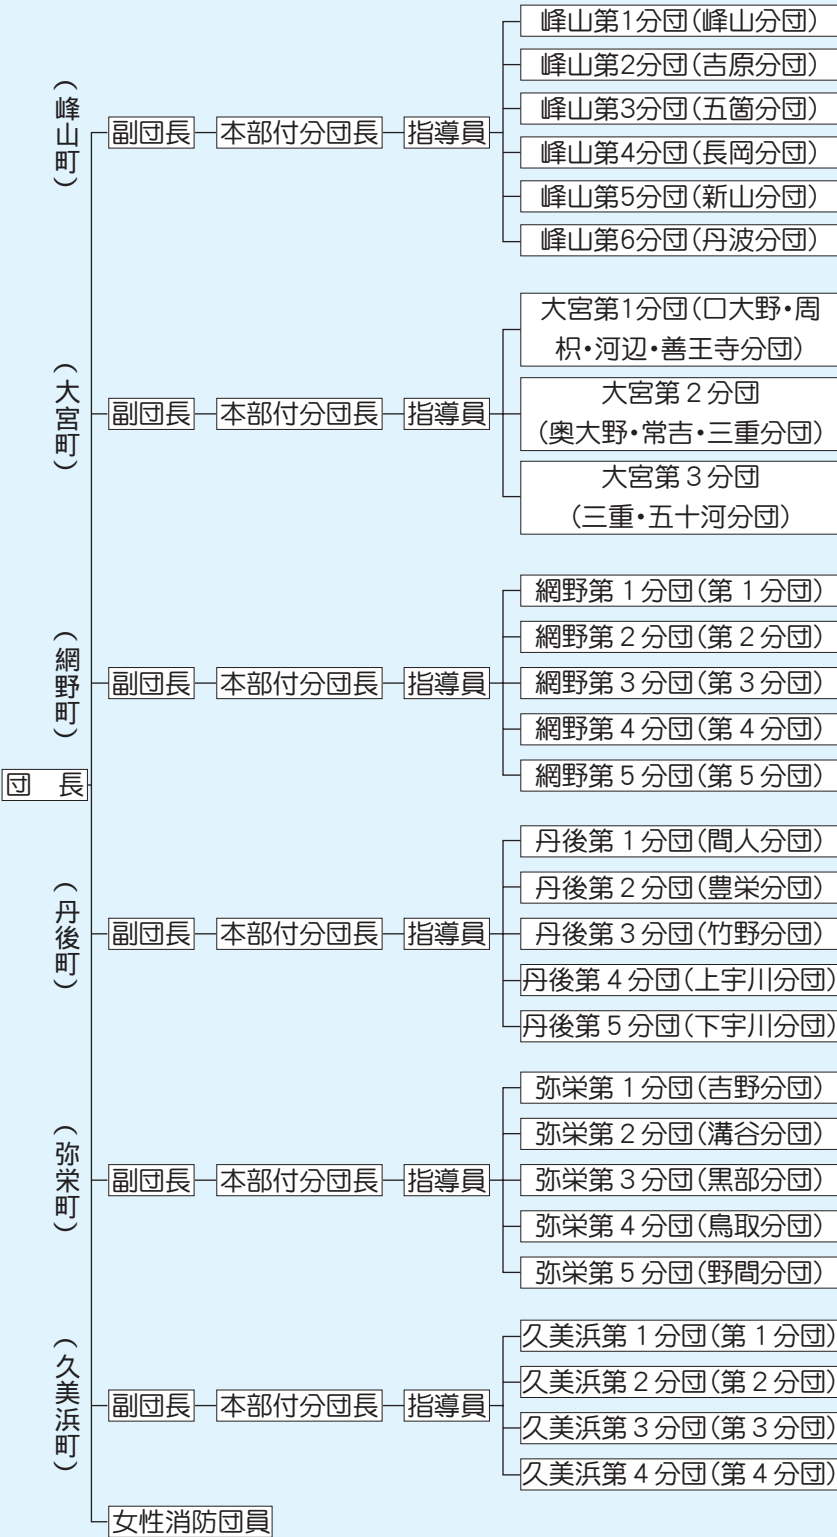 団　長
（峰山町）
副団長
本部付分団長
指導員
峰山第1分団（峰山分団）
峰山第2分団（吉原分団）
峰山第3分団（五箇分団）
峰山第4分団（長岡分団）
峰山第5分団（新山分団）
峰山第6分団（丹波分団）
（大宮町）
副団長
本部付分団長
指導員
大宮第1分団（口大野・周
枳・河辺・善王寺分団）
大宮第２分団
（奥大野・常吉・三重分団）
大宮第３分団
（三重・五十河分団）
（網野町）
副団長
本部付分団長
指導員
網野第１分団（第１分団）
網野第２分団（第２分団）
網野第３分団（第３分団）
網野第４分団（第４分団）
網野第５分団（第５分団）
（丹後町）
副団長
本部付分団長
指導員
丹後第１分団（間人分団）
丹後第２分団（豊栄分団）
丹後第３分団（竹野分団）
丹後第４分団（上宇川分団）
丹後第５分団（下宇川分団）
（弥栄町）
副団長
本部付分団長
指導員
弥栄第１分団（吉野分団）
弥栄第２分団（溝谷分団）
弥栄第３分団（黒部分団）
弥栄第４分団（鳥取分団）
弥栄第５分団（野間分団）
（久美浜町）
副団長
本部付分団長
指導員
久美浜第１分団（第１分団）
久美浜第２分団（第２分団）
久美浜第３分団（第３分団）
久美浜第４分団（第４分団）
女性消防団員